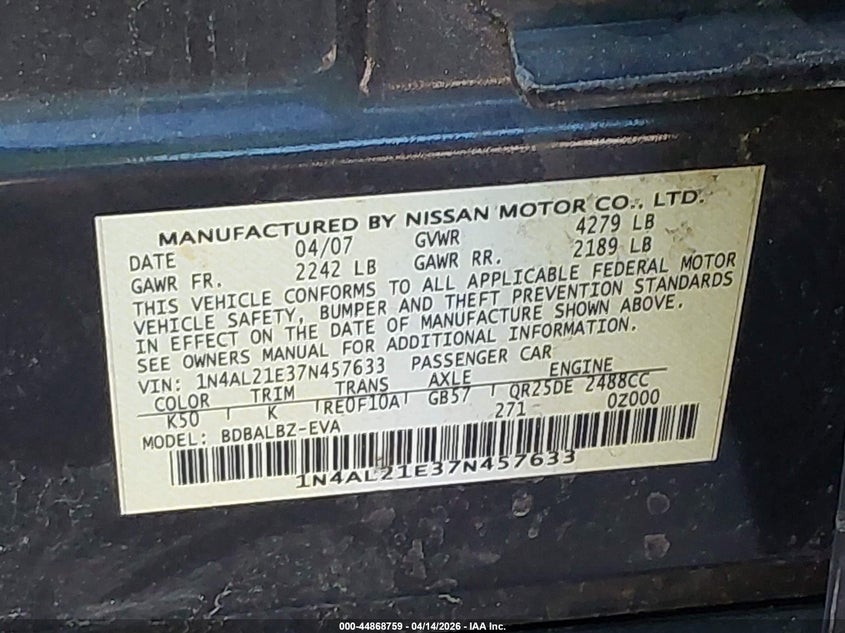 MANUFACTURED BY NISSAN MOTOR CO., LTD.
DATE 04/07 GVWR 4279 LB
GAWR FR. 2242 LB GAWR RR. 2189 LB
THIS VEHICLE CONFORMS TO ALL APPLICABLE FEDERAL MOTOR
VEHICLE SAFETY, BUMPER AND THEFT PREVENTION STANDARDS
IN EFFECT ON THE DATE OF MANUFACTURE SHOWN ABOVE.
SEE OWNERS MANUAL FOR ADDITIONAL INFORMATION.
VIN: 1N4AL21E37N457633 PASSENGER CAR
COLOR TRIM TRANS AXLE ENGINE
K50 K RE0F10A GB57 QR25DE 2488CC
MODEL: BDBALBZ-EVA 271 0Z000
1N4AL21E37N457633
000-44868759 - 04/14/2026 - IAA Inc.